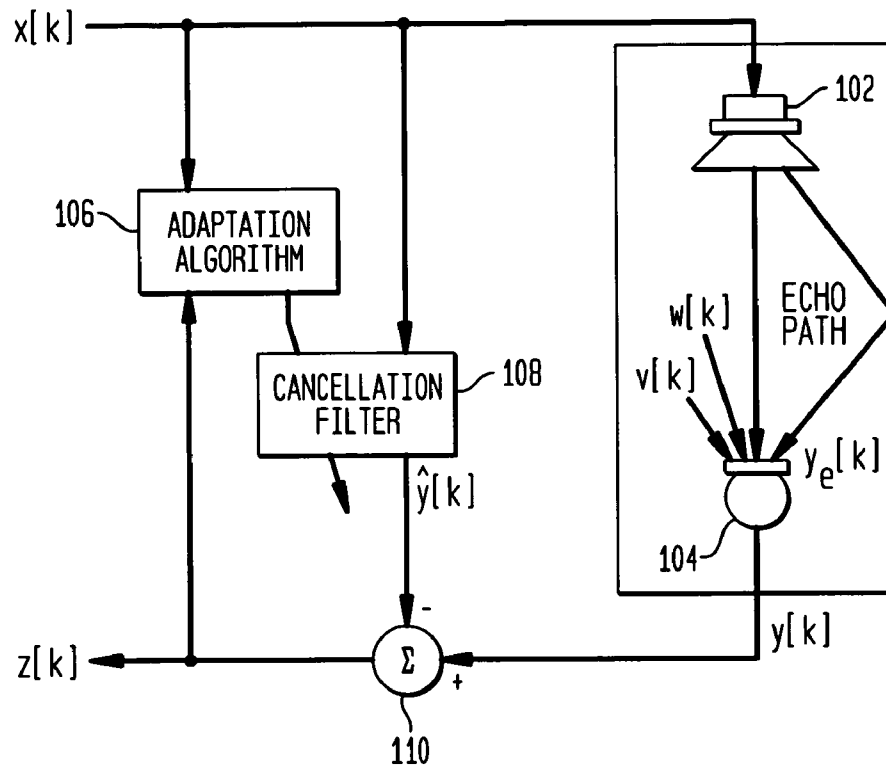 x[k]
102
106
ADAPTATION
ALGORITHM
ECHO
PATH
w[k]
v[k]
CANCELLATION
FILTER
108
ŷ[k]
y_e[k]
104
y[k]
-
+
Σ
z[k]
110